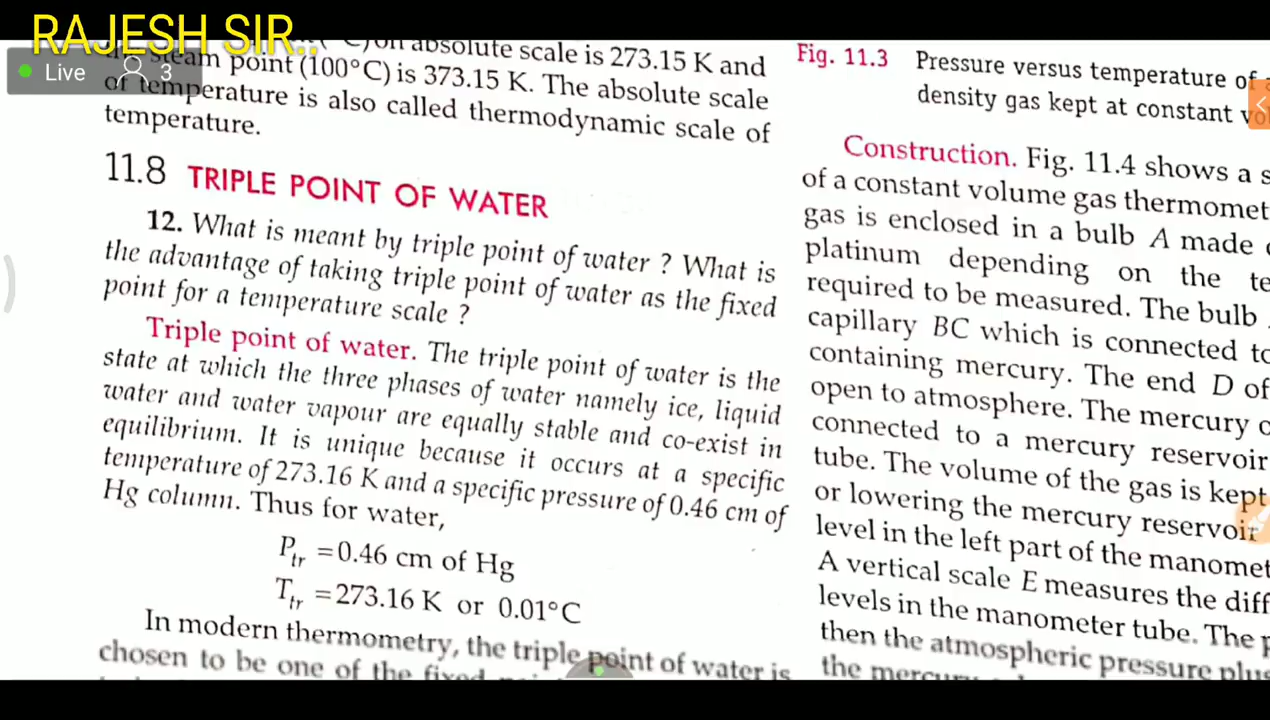 RAJESH SIR..
Live 3
on absolute scale is 273.15 K and
steam point (100°C) is 373.15 K. The absolute scale
of temperature is also called thermodynamic scale of
temperature.
11.8 TRIPLE POINT OF WATER
12. What is meant by triple point of water ? What is
the advantage of taking triple point of water as the fixed
point for a temperature scale ?
Triple point of water. The triple point of water is the
state at which the three phases of water namely ice, liquid
water and water vapour are equally stable and co-exist in
equilibrium. It is unique because it occurs at a specific
temperature of 273.16 K and a specific pressure of 0.46 cm of
Hg column. Thus for water,
Ptr = 0.46 cm of Hg
Ttr = 273.16 K or 0.01°C
In modern thermometry, the triple point of water is
chosen to be one of the fixed
Fig. 11.3 Pressure versus temperature of
density gas kept at constant
Construction. Fig. 11.4 shows a
of a constant volume gas
gas is enclosed in a bulb A made
platinum depending on the
required to be measured. The bulb
capillary BC which is connected
containing mercury. The end D of
open to atmosphere. The mercury
connected to a mercury reservoir
tube. The volume of the gas is kept
or lowering the mercury reservoir
level in the left part of the
A vertical scale E measures the
levels in the manometer tube. The
then the atmospheric pressure
the